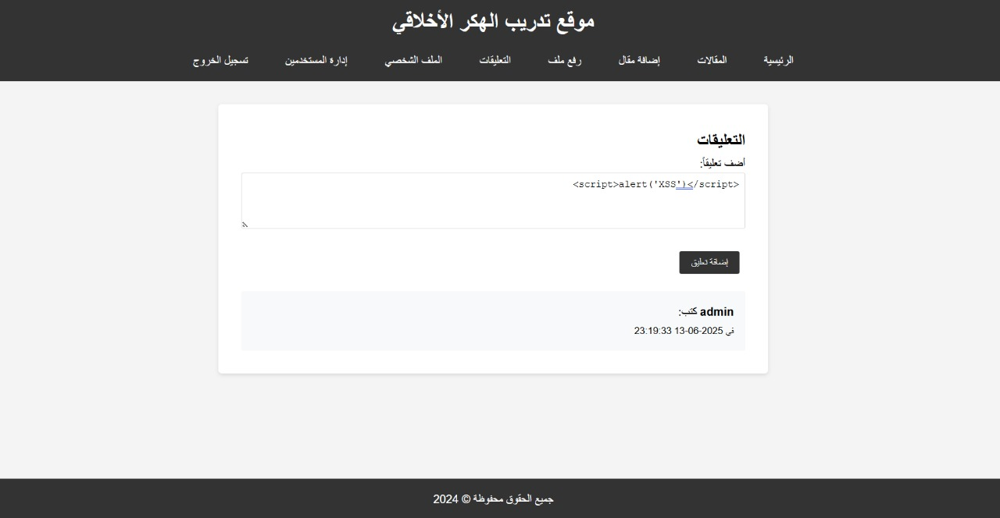 موقع تدريب الهكر الأخلاقي
الرئيسية المقالات إضافة مقال رفع ملف التعليقات الملف الشخصي إدارة المستخدمين تسجيل الخروج
التعليقات
أضف تعليقاً:
<script>alert('XSS')</script>
إضافة تعليق
admin كتب:
في 2025-06-13 23:19:33
جميع الحقوق محفوظة © 2024